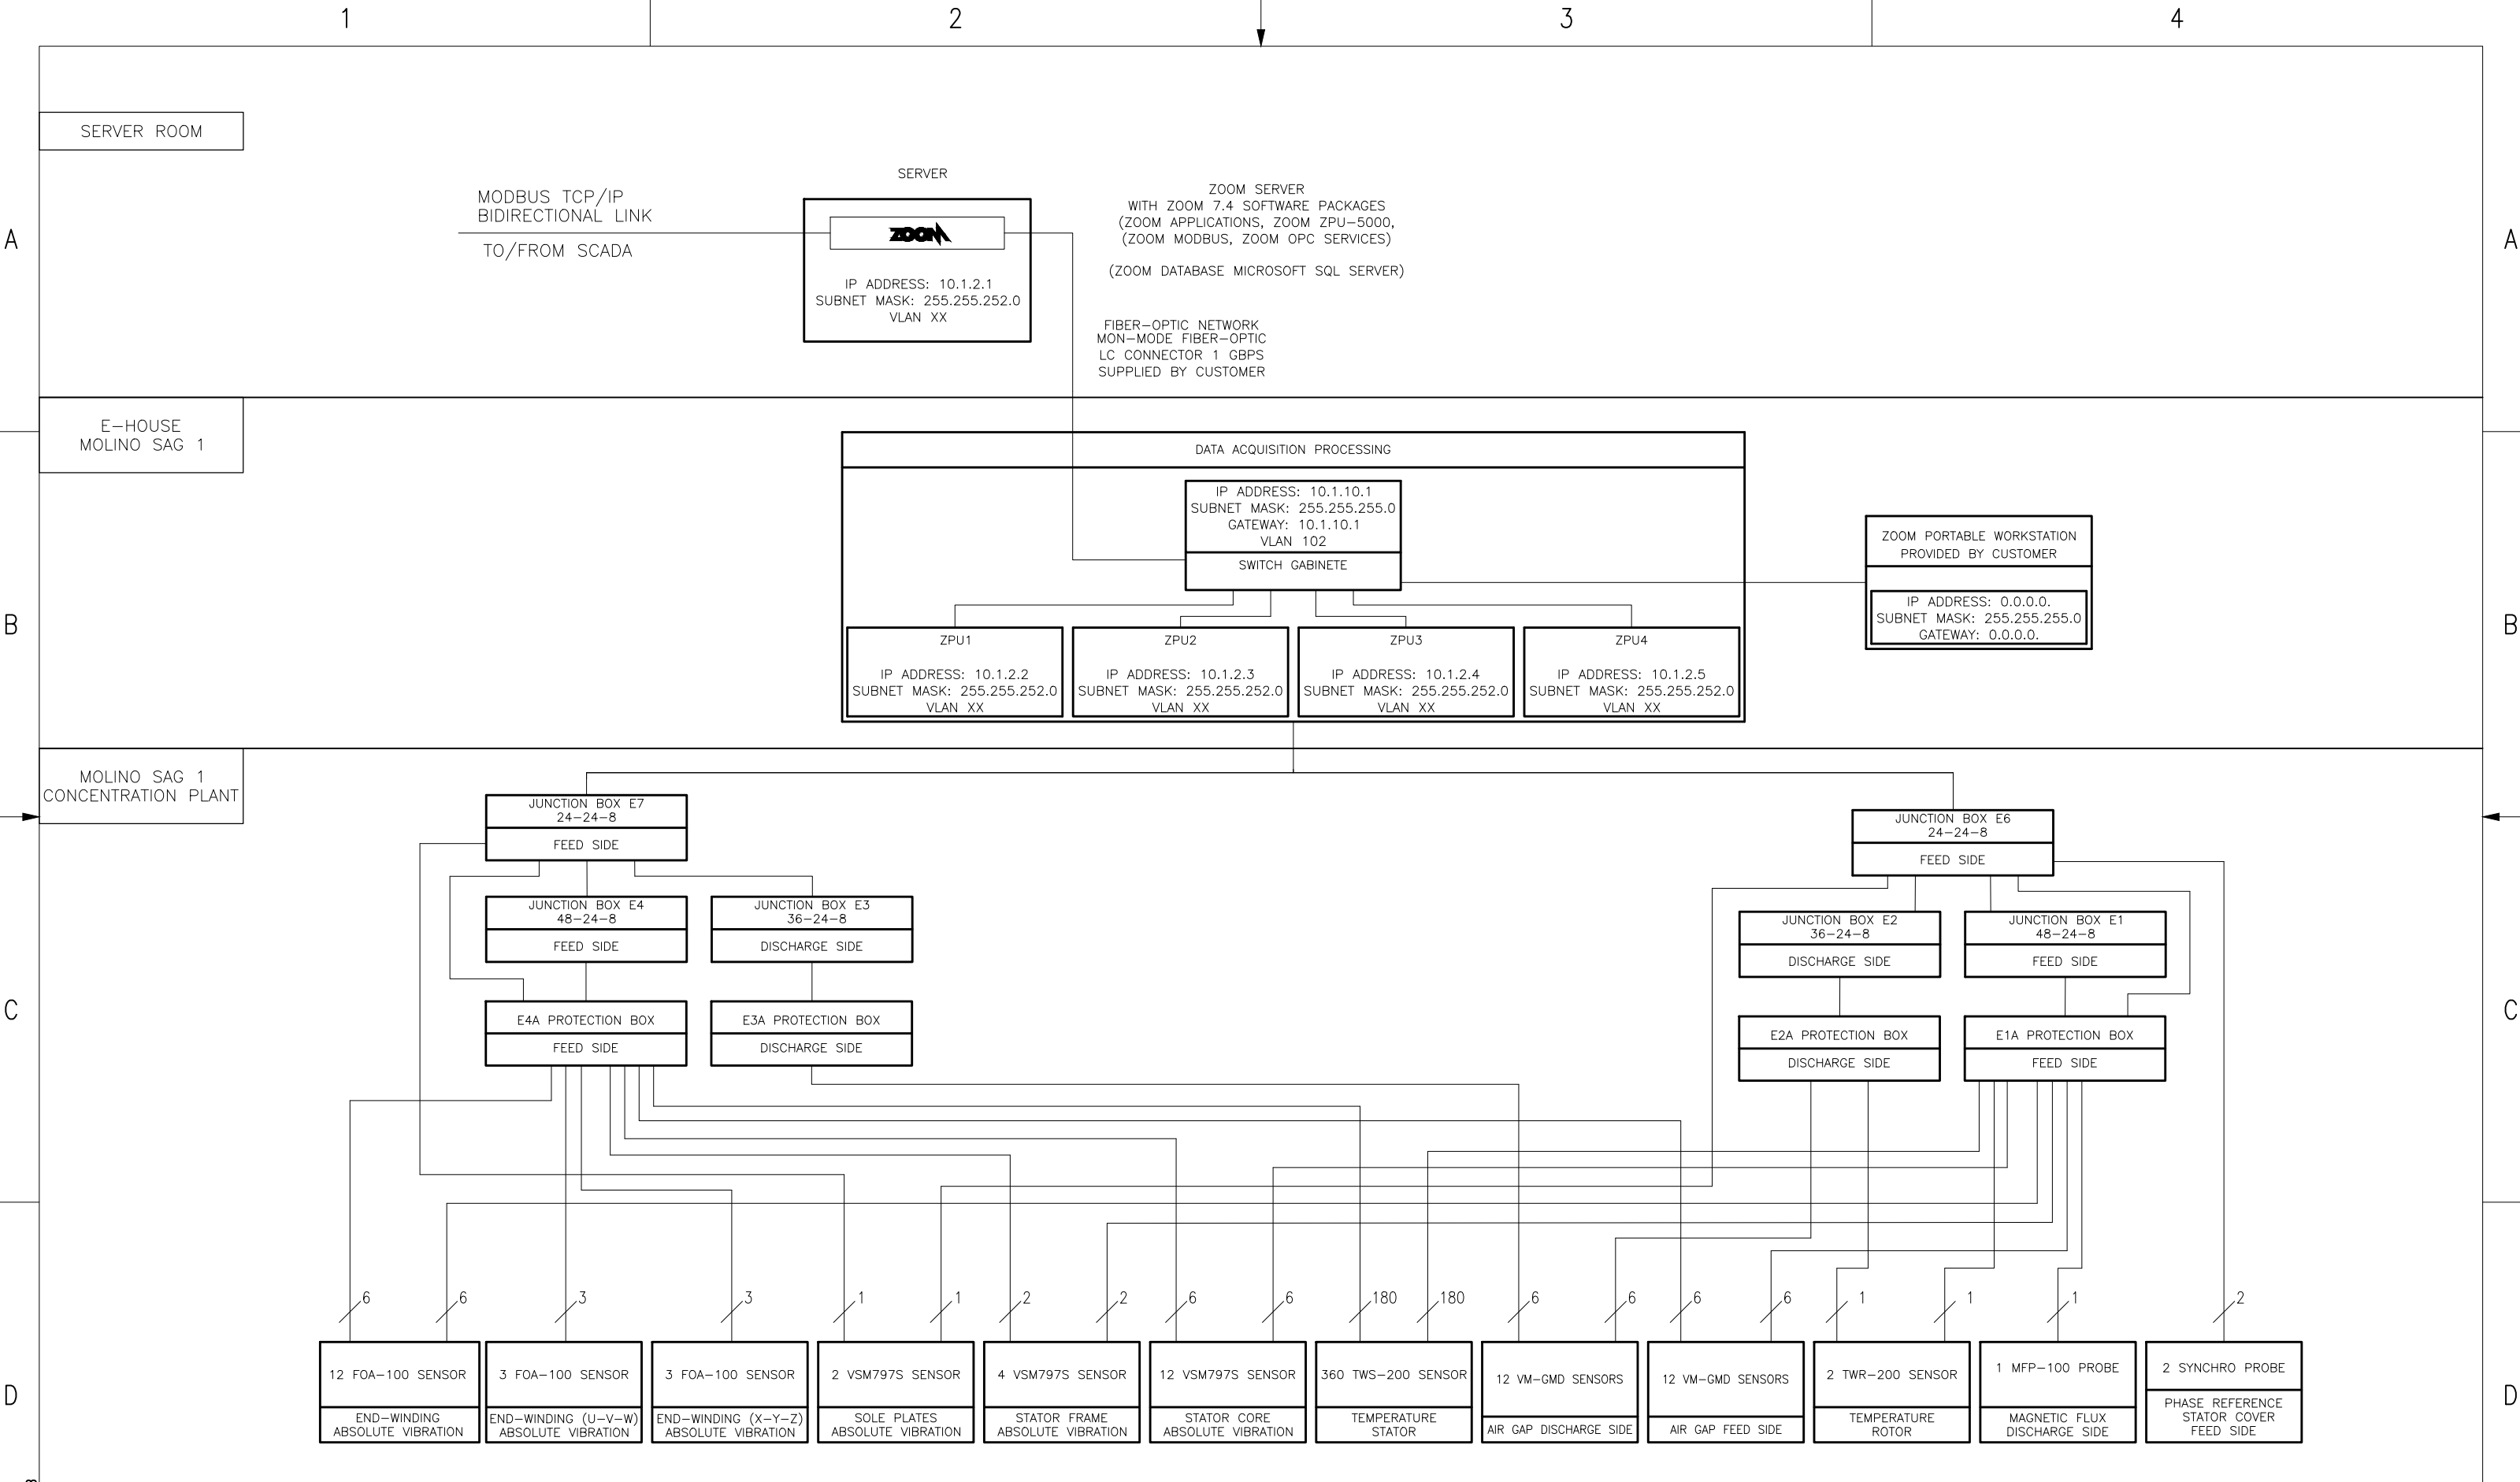 1
2
3
4
SERVER ROOM
A
A
SERVER
MODBUS TCP/IP
BIDIRECTIONAL LINK
TO/FROM SCADA
ZOOM
IP ADDRESS: 10.1.2.1
SUBNET MASK: 255.255.252.0
VLAN XX
ZOOM SERVER
WITH ZOOM 7.4 SOFTWARE PACKAGES
(ZOOM APPLICATIONS, ZOOM ZPU-5000,
(ZOOM MODBUS, ZOOM OPC SERVICES)
(ZOOM DATABASE MICROSOFT SQL SERVER)
FIBER-OPTIC NETWORK
MON-MODE FIBER-OPTIC
LC CONNECTOR 1 GBPS
SUPPLIED BY CUSTOMER
E-HOUSE
MOLINO SAG 1
B
B
DATA ACQUISITION PROCESSING
IP ADDRESS: 10.1.10.1
SUBNET MASK: 255.255.255.0
GATEWAY: 10.1.10.1
VLAN 102
SWITCH GABINETE
ZOOM PORTABLE WORKSTATION
PROVIDED BY CUSTOMER
IP ADDRESS: 0.0.0.0.
SUBNET MASK: 255.255.255.0
GATEWAY: 0.0.0.0.
ZPU1
IP ADDRESS: 10.1.2.2
SUBNET MASK: 255.255.252.0
VLAN XX
ZPU2
IP ADDRESS: 10.1.2.3
SUBNET MASK: 255.255.252.0
VLAN XX
ZPU3
IP ADDRESS: 10.1.2.4
SUBNET MASK: 255.255.252.0
VLAN XX
ZPU4
IP ADDRESS: 10.1.2.5
SUBNET MASK: 255.255.252.0
VLAN XX
MOLINO SAG 1
CONCENTRATION PLANT
C
C
JUNCTION BOX E7
24-24-8
FEED SIDE
JUNCTION BOX E6
24-24-8
FEED SIDE
JUNCTION BOX E4
48-24-8
FEED SIDE
JUNCTION BOX E3
36-24-8
DISCHARGE SIDE
JUNCTION BOX E2
36-24-8
DISCHARGE SIDE
JUNCTION BOX E1
48-24-8
FEED SIDE
E4A PROTECTION BOX
FEED SIDE
E3A PROTECTION BOX
DISCHARGE SIDE
E2A PROTECTION BOX
DISCHARGE SIDE
E1A PROTECTION BOX
FEED SIDE
6
6
3
3
1
1
2
2
6
6
180
180
6
6
6
6
1
1
1
2
D
D
12 FOA-100 SENSOR
END-WINDING
ABSOLUTE VIBRATION
3 FOA-100 SENSOR
END-WINDING (U-V-W)
ABSOLUTE VIBRATION
3 FOA-100 SENSOR
END-WINDING (X-Y-Z)
ABSOLUTE VIBRATION
2 VSM797S SENSOR
SOLE PLATES
ABSOLUTE VIBRATION
4 VSM797S SENSOR
STATOR FRAME
ABSOLUTE VIBRATION
12 VSM797S SENSOR
STATOR CORE
ABSOLUTE VIBRATION
360 TWS-200 SENSOR
TEMPERATURE
STATOR
12 VM-GMD SENSORS
AIR GAP DISCHARGE SIDE
12 VM-GMD SENSORS
AIR GAP FEED SIDE
2 TWR-200 SENSOR
TEMPERATURE
ROTOR
1 MFP-100 PROBE
MAGNETIC FLUX
DISCHARGE SIDE
2 SYNCHRO PROBE
PHASE REFERENCE
STATOR COVER
FEED SIDE